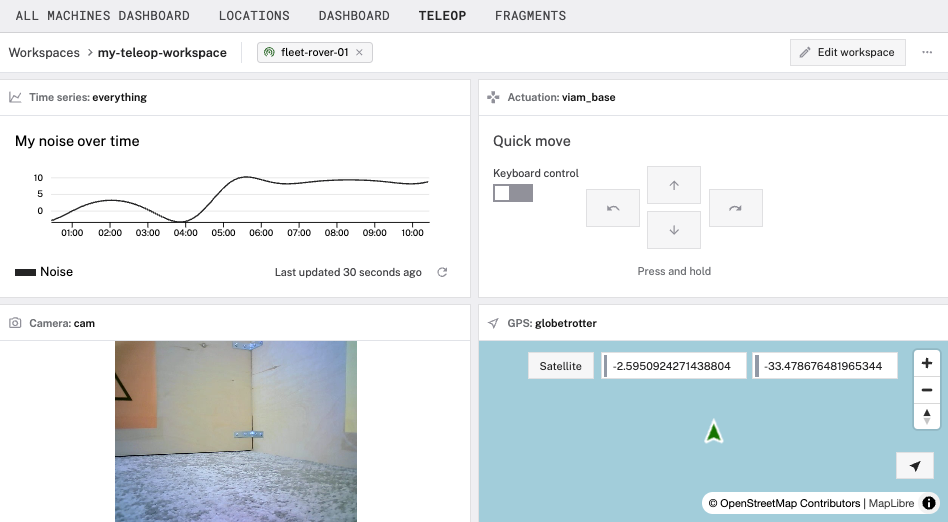 ALL MACHINES DASHBOARD LOCATIONS DASHBOARD TELEOP FRAGMENTS
Workspaces > my-teleop-workspace fleet-rover-01 × Edit workspace ...
Time series: everything
My noise over time
10
5
0
01:00 02:00 03:00 04:00 05:00 06:00 07:00 08:00 09:00 10:00
Noise Last updated 30 seconds ago
Actuation: viam_base
Quick move
Keyboard control
Press and hold
Camera: cam
GPS: globetrotter
Satellite -2.5950924271438804 -33.478676481965344
© OpenStreetMap Contributors | MapLibre